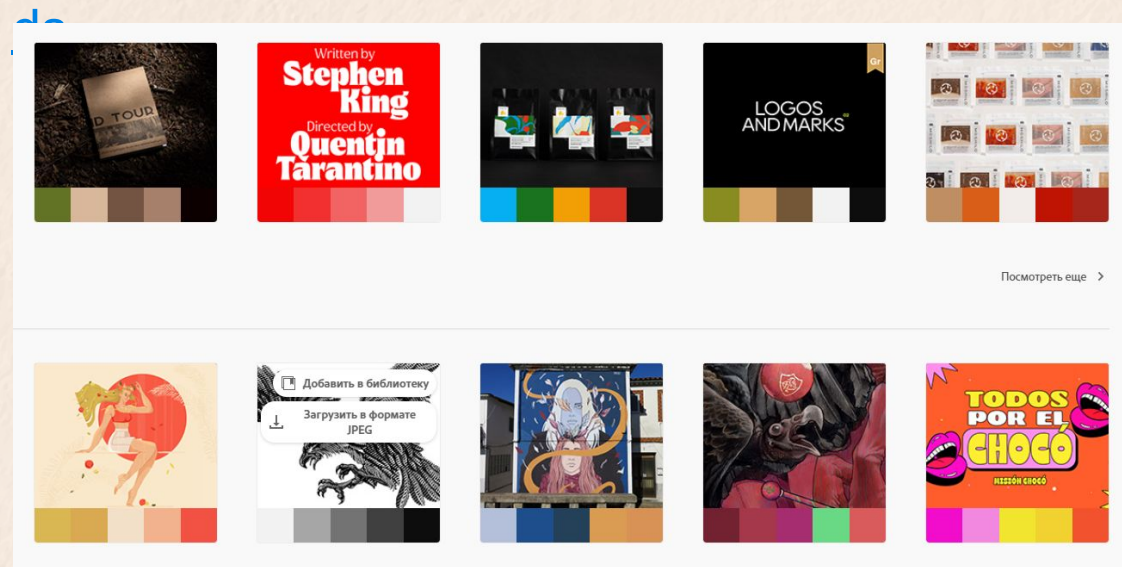 D TOUR
Written by
Stephen
King
Directed by
Quentin
Tarantino
LOGOS
AND MARKS
Gr
Посмотреть еще
Добавить в библиотеку
Загрузить в формате
JPEG
TODOS
POR EL
CHOCÓ
MISIÓN CHOCÓ